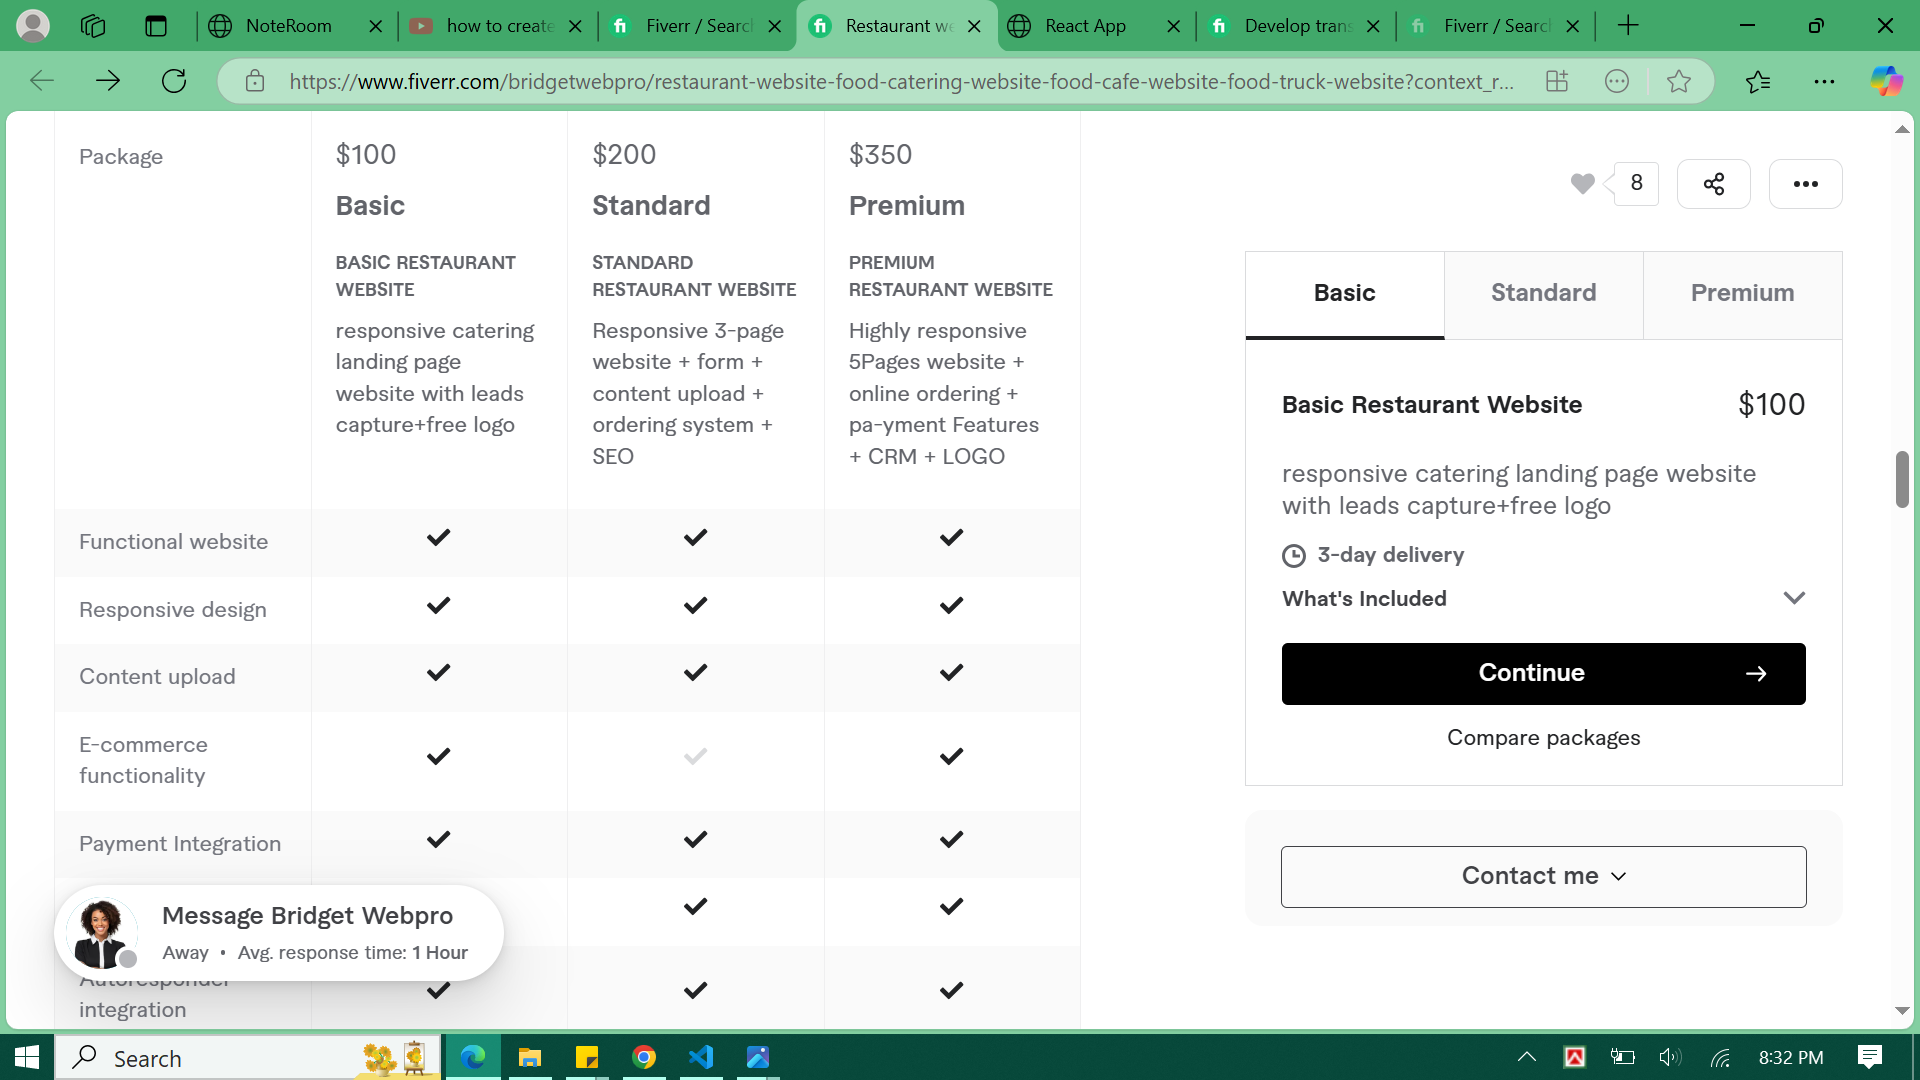 NoteRoom
how to create
Fiverr / Search
Restaurant we
React App
Develop trans
Fiverr / Search
https://www.fiverr.com/bridgetwebpro/restaurant-website-food-catering-website-food-cafe-website-food-truck-website?context_r...
Package
$100
Basic
BASIC RESTAURANT
WEBSITE
responsive catering
landing page
website with leads
capture+free logo
$200
Standard
STANDARD
RESTAURANT WEBSITE
Responsive 3-page
website + form +
content upload +
ordering system +
SEO
$350
Premium
PREMIUM
RESTAURANT WEBSITE
Highly responsive
5Pages website +
online ordering +
pa-yment Features
+ CRM + LOGO
Functional website
Responsive design
Content upload
E-commerce
functionality
Payment Integration
Autoresponder
integration
Message Bridget Webpro
Away • Avg. response time: 1 Hour
8
Basic
Standard
Premium
Basic Restaurant Website
$100
responsive catering landing page website
with leads capture+free logo
3-day delivery
What's Included
Continue
Compare packages
Contact me
Search
8:32 PM